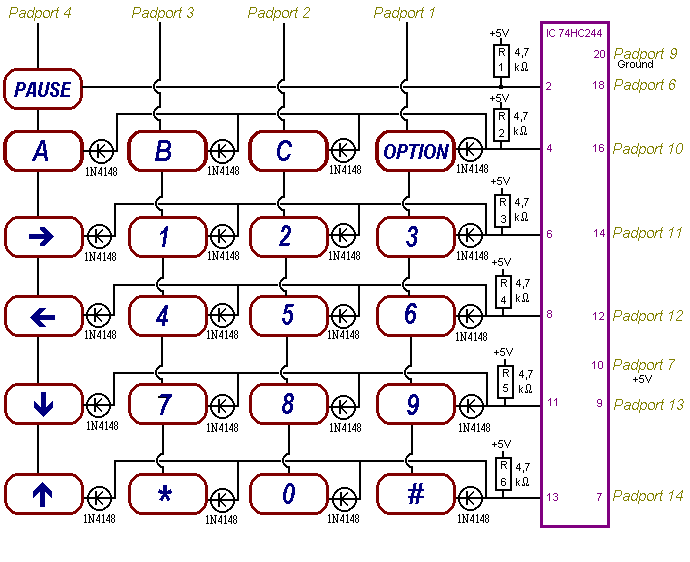 Padport 4 Padport 3 Padport 2 Padport 1
+5V IC 74HC244
R 1 4,7 kΩ 20 Padport 9
Ground
PAUSE 2 18 Padport 6
+5V
R 2 4,7 kΩ
A B C OPTION 4 16 Padport 10
1N4148 1N4148 1N4148 1N4148
+5V
R 3 4,7 kΩ
→ 1 2 3 6 14 Padport 11
1N4148 1N4148 1N4148 1N4148
+5V
R 4 4,7 kΩ
← 4 5 6 8 12 Padport 12
1N4148 1N4148 1N4148 1N4148
+5V 10 Padport 7
R 5 4,7 kΩ +5V
↓ 7 8 9 11 9 Padport 13
1N4148 1N4148 1N4148 1N4148
+5V
R 6 4,7 kΩ
↑ * 0 # 13 7 Padport 14
1N4148 1N4148 1N4148 1N4148